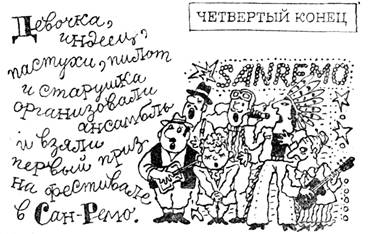 Девочка,
индеец,
пастухи, пилот
и старушка
организовали
ансамбль
и взяли
первый приз
на фестивале
в Сан-Ремо.
ЧЕТВЕРТЫЙ КОНЕЦ
SANREMO